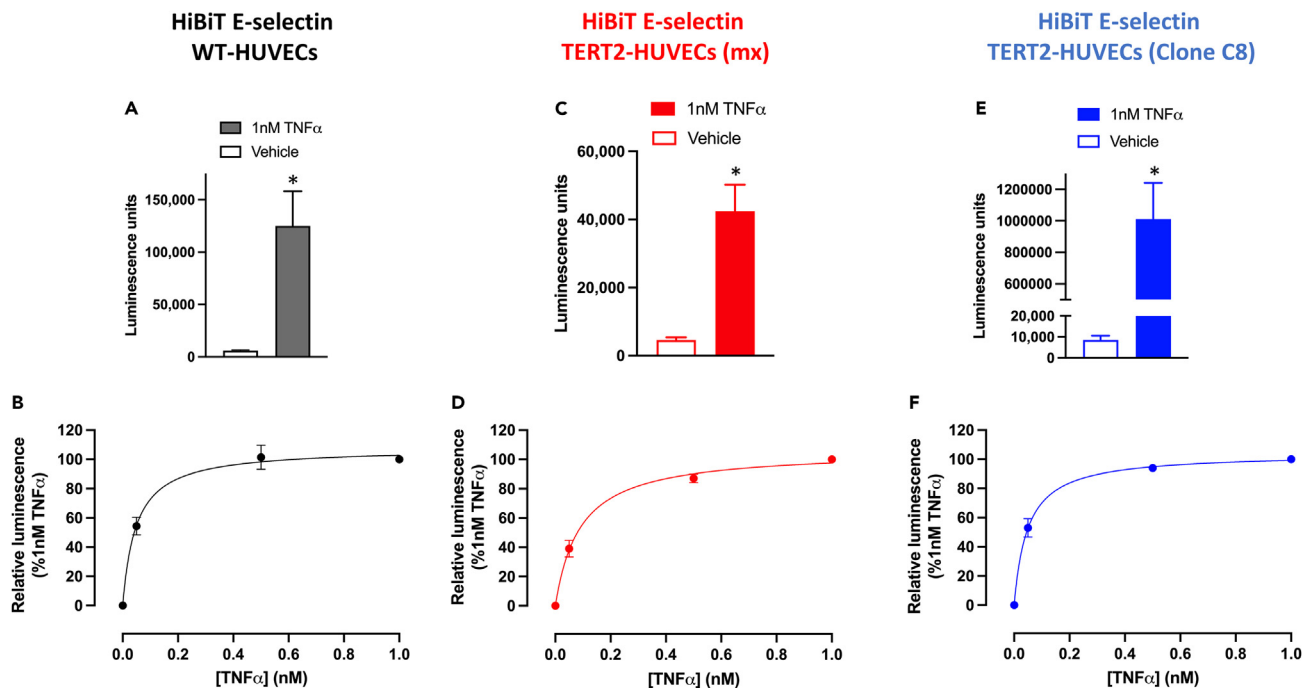 HiBiT E-selectin
WT-HUVECs
HiBiT E-selectin
TERT2-HUVECs (mx)
HiBiT E-selectin
TERT2-HUVECs (Clone C8)
A
1nM TNFα
Vehicle
Luminescence units
150,000
100,000
50,000
0
*
C
1nM TNFα
Vehicle
Luminescence units
60,000
40,000
20,000
0
*
E
1nM TNFα
Vehicle
Luminescence units
1200000
1000000
800000
600000
20,000
10,000
0
*
B
Relative luminescence
(%1nM TNFα)
120
100
80
60
40
20
0
0.0 0.2 0.4 0.6 0.8 1.0
[TNFα] (nM)
D
Relative luminescence
(%1nM TNFα)
120
100
80
60
40
20
0
0.0 0.2 0.4 0.6 0.8 1.0
[TNFα] (nM)
F
Relative luminescence
(%1nM TNFα)
120
100
80
60
40
20
0
0.0 0.2 0.4 0.6 0.8 1.0
[TNFα] (nM)